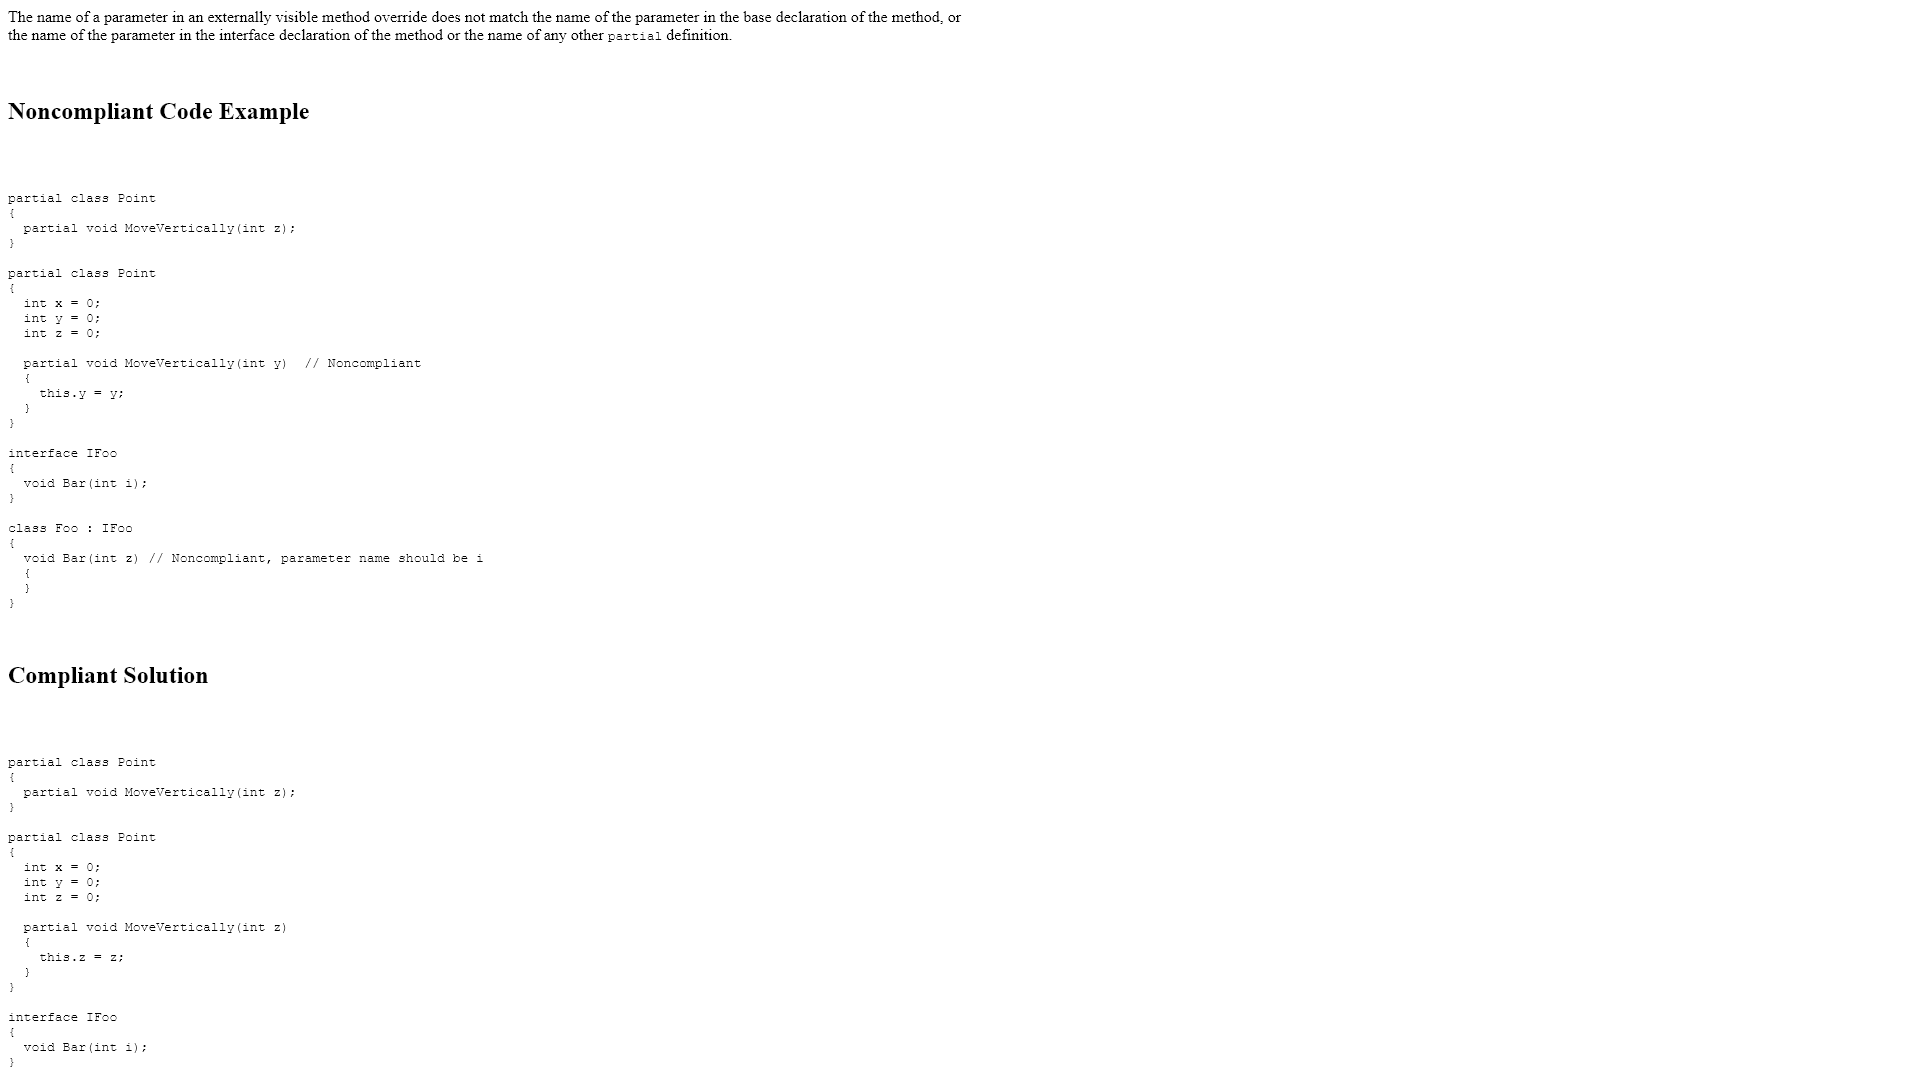 The name of a parameter in an externally visible method override does not match the name of the parameter in the base declaration of the method, or
the name of the parameter in the interface declaration of the method or the name of any other partial definition.
Noncompliant Code Example
partial class Point
{
  partial void MoveVertically(int z);
}
partial class Point
{
  int x = 0;
  int y = 0;
  int z = 0;
  partial void MoveVertically(int y)  // Noncompliant
  {
    this.y = y;
  }
}
interface IFoo
{
  void Bar(int i);
}
class Foo : IFoo
{
  void Bar(int z) // Noncompliant, parameter name should be i
  {
  }
}
Compliant Solution
partial class Point
{
  partial void MoveVertically(int z);
}
partial class Point
{
  int x = 0;
  int y = 0;
  int z = 0;
  partial void MoveVertically(int z)
  {
    this.z = z;
  }
}
interface IFoo
{
  void Bar(int i);
}